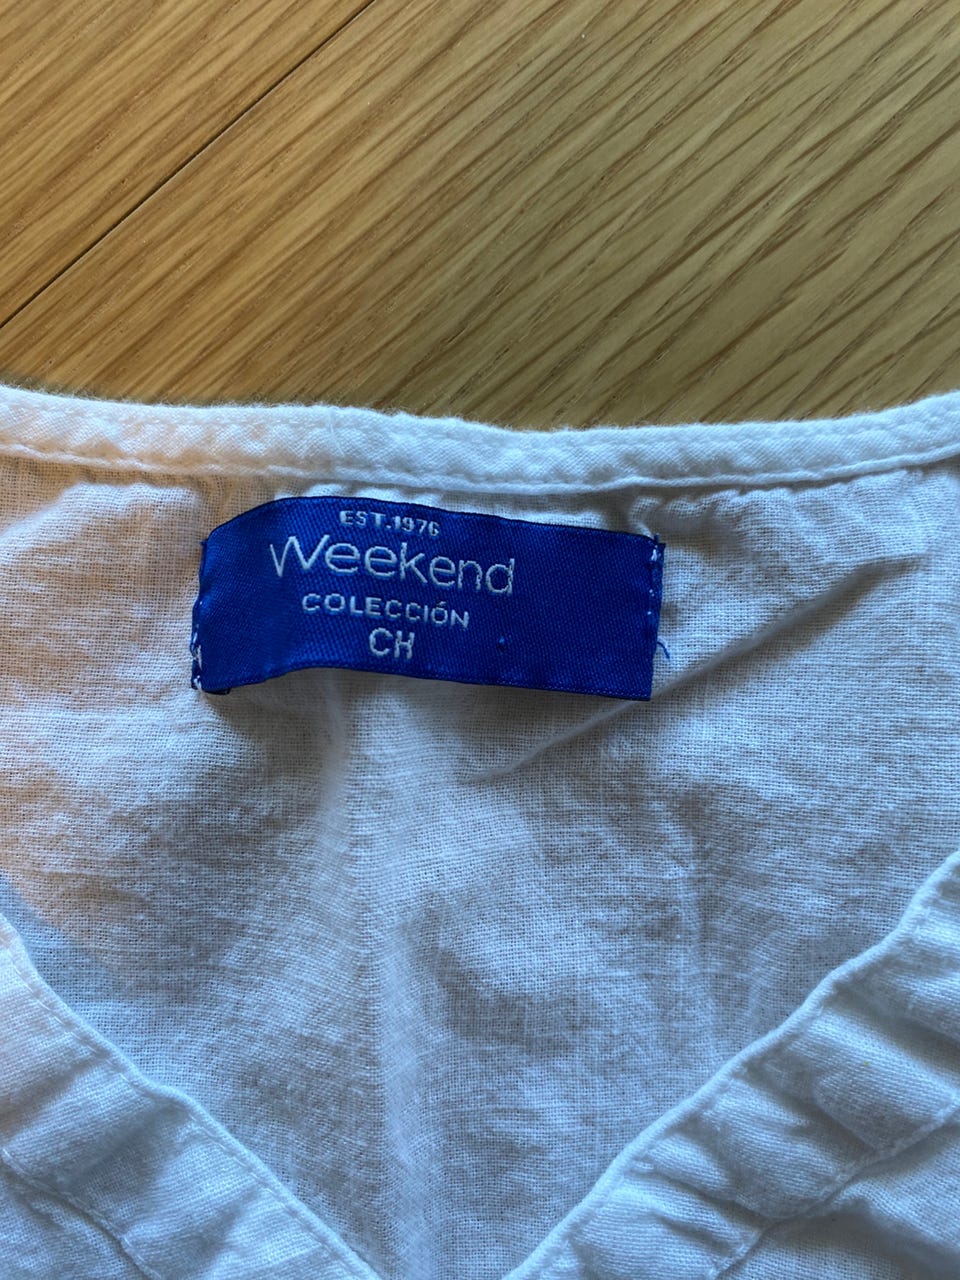 EST.1976
Weekend
COLECCIÓN
CH